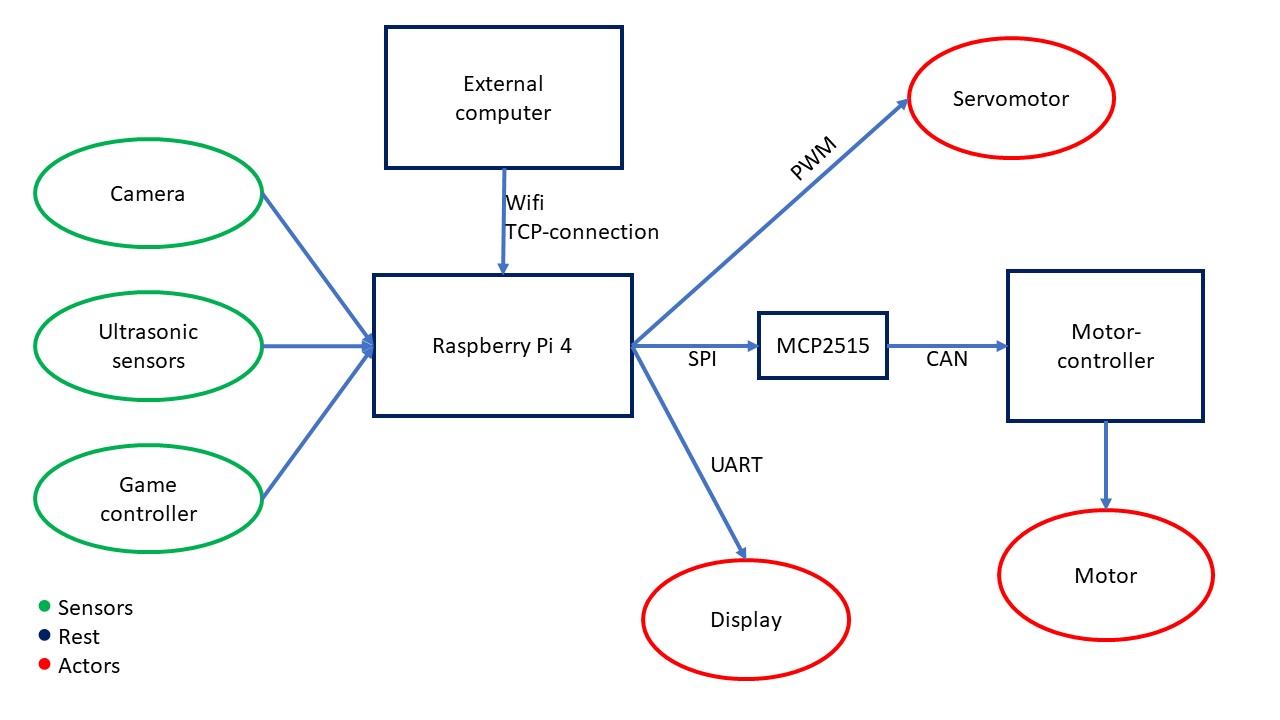 External
computer
Servomotor
Camera
PWM
Wifi
TCP-connection
Ultrasonic
sensors
Raspberry Pi 4
SPI
MCP2515
CAN
Motor-
controller
Game
controller
UART
Motor
Display
Sensors
Rest
Actors